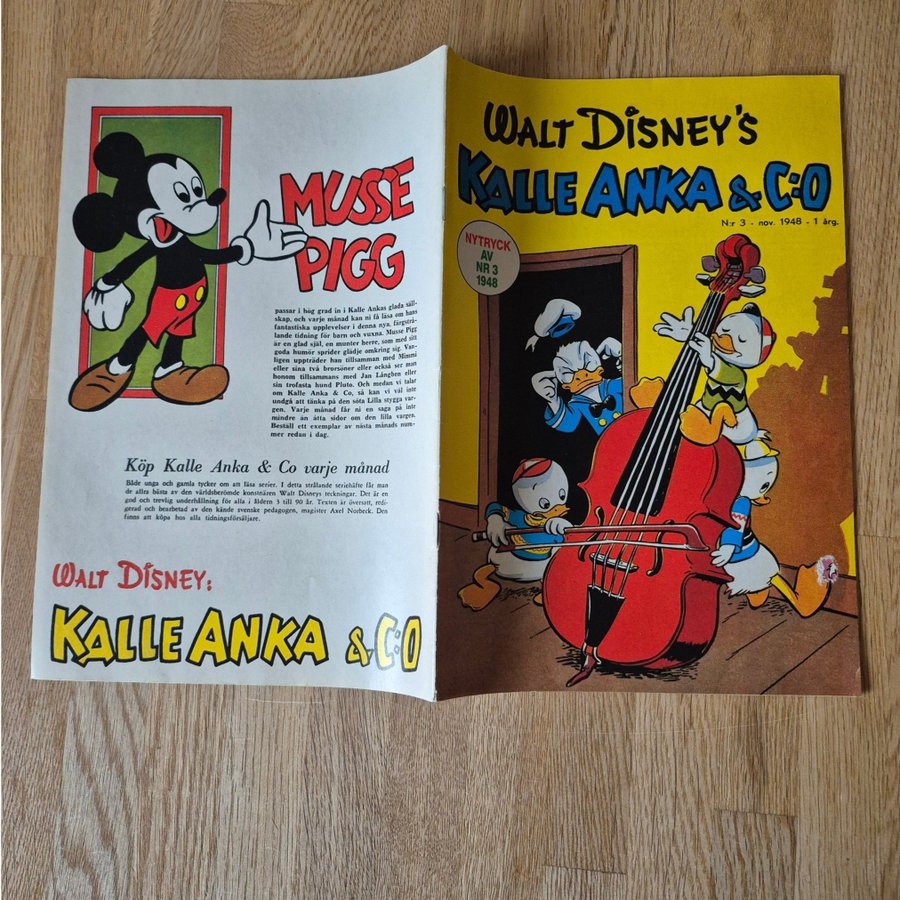 MUSSE
PIGG
passar i hög grad in i Kalle Ankas glada säll-
skap, och varje månad kan ni få läsa om hans
fantastiska upplevelser i denna nya, färgstrå-
lande tidning för barn och vuxna. Musse Pigg
är en glad själ, en munter herre, som med sitt
goda humör sprider glädje omkring sig. Van-
ligen uppträder han tillsammans med Mimmi
eller sina två brorsöner eller också ser man
honom tillsammans med Jan Långben eller
sin trofasta hund Pluto. Och medan vi talar
om Kalle Anka & Co, så kan vi väl inte
undgå att tänka på den söta Lilla stygga var-
gen. Varje månad får ni en saga på inte
mindre än åtta sidor om den lilla vargen.
Beställ ett exemplar av nästa månads num-
mer redan i dag.
Köp Kalle Anka & Co varje månad
Både unga och gamla tycker om att läsa serier. I detta strålande seriehäfte får man
de allra bästa av den världsberömde konstnären Walt Disneys teckningar. Det är en
god och trevlig underhållning för alla i åldern 3 till 90 år. Texten är översatt, redi-
gerad och bearbetad av den kände svenske pedagogen, magister Axel Norbeck. Den
finns att köpa hos alla tidningsförsäljare.
WALT DISNEY:
KALLE ANKA & C:O
WALT DISNEY'S
KALLE ANKA & C:O
N:r 3 - nov. 1948 - 1 årg.
NYTRYCK
AV
NR 3
1948